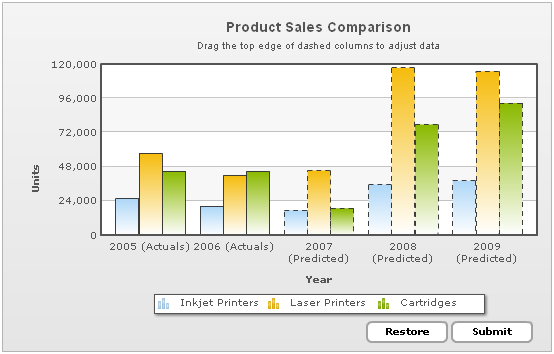 Product Sales Comparison
Drag the top edge of dashed columns to adjust data
120,000
96,000
72,000
48,000
24,000
0
Units
2005 (Actuals) 2006 (Actuals) 2007 2008 2009
(Predicted) (Predicted) (Predicted)
Year
Inkjet Printers Laser Printers Cartridges
Restore Submit